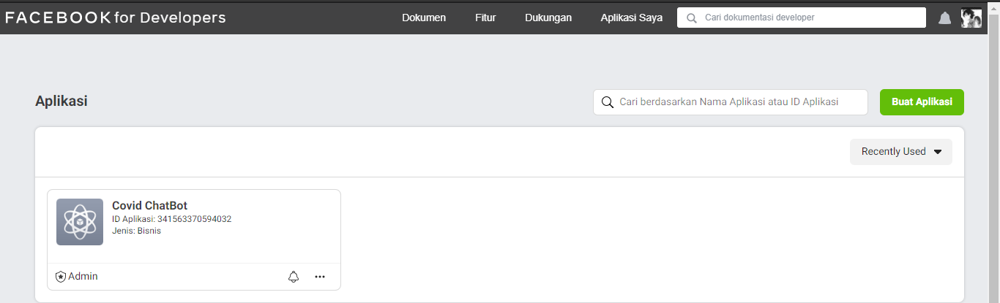 FACEBOOK for Developers
Dokumen
Fitur
Dukungan
Aplikasi Saya
Cari dokumentasi developer
Aplikasi
Cari berdasarkan Nama Aplikasi atau ID Aplikasi
Buat Aplikasi
Recently Used
Covid ChatBot
ID Aplikasi: 341563370594032
Jenis: Bisnis
Admin